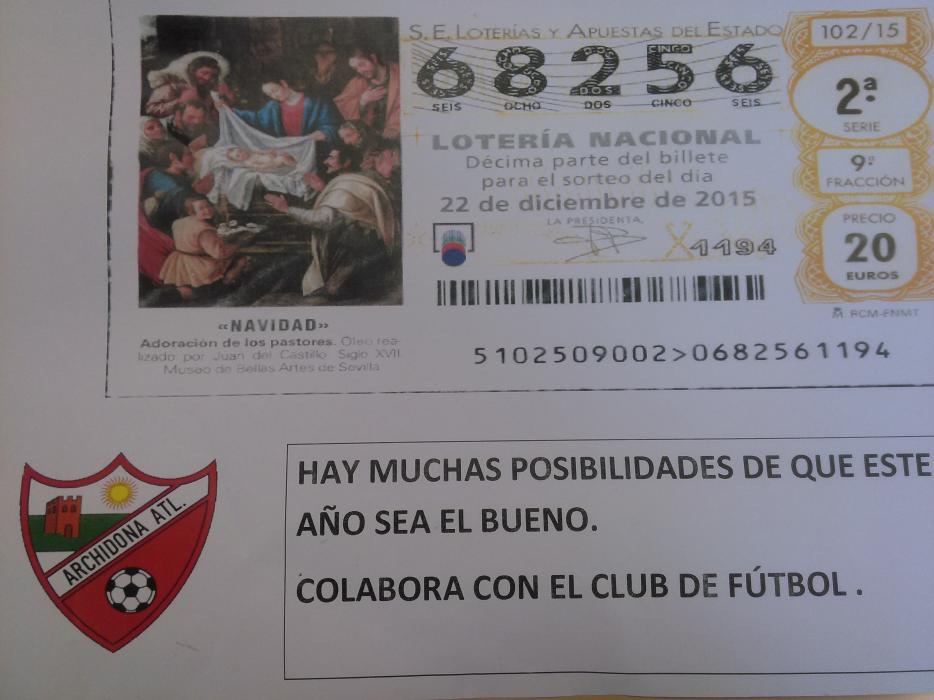 S.E. LOTERÍAS Y APUESTAS DEL ESTADO
102/15
68256
SEIS OCHO DOS CINCO SEIS
2ª
SERIE
LOTERÍA NACIONAL
Décima parte del billete
para el sorteo del día
22 de diciembre de 2015
9ª
FRACCIÓN
LA PRESIDENTA,
X1194
PRECIO
20
EUROS
RCM-FNMT
«NAVIDAD»
Adoración de los pastores. Óleo rea-
lizado por Juan del Castillo. Siglo XVII.
Museo de Bellas Artes de Sevilla
5102509002>0682561194
ARCHIDONA ATL.
HAY MUCHAS POSIBILIDADES DE QUE ESTE
AÑO SEA EL BUENO.
COLABORA CON EL CLUB DE FÚTBOL .